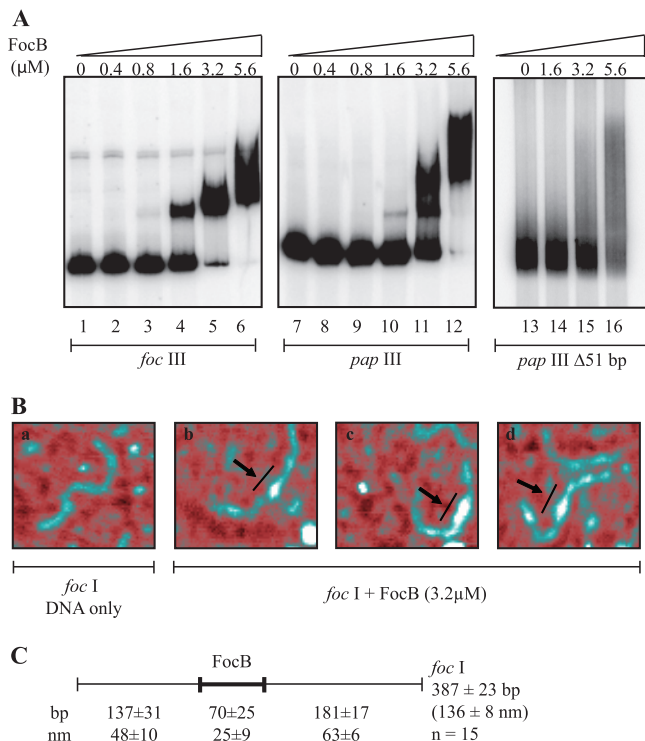 A
FocB
(µM)
0 0.4 0.8 1.6 3.2 5.6
0 0.4 0.8 1.6 3.2 5.6
0 1.6 3.2 5.6
1 2 3 4 5 6
7 8 9 10 11 12
13 14 15 16
foc III
pap III
pap III Δ51 bp
B
a
b
c
d
foc I
DNA only
foc I + FocB (3.2µM)
C
FocB
foc I
387 ± 23 bp
bp 137±31 70±25 181±17 (136 ± 8 nm)
nm 48±10 25±9 63±6 n = 15